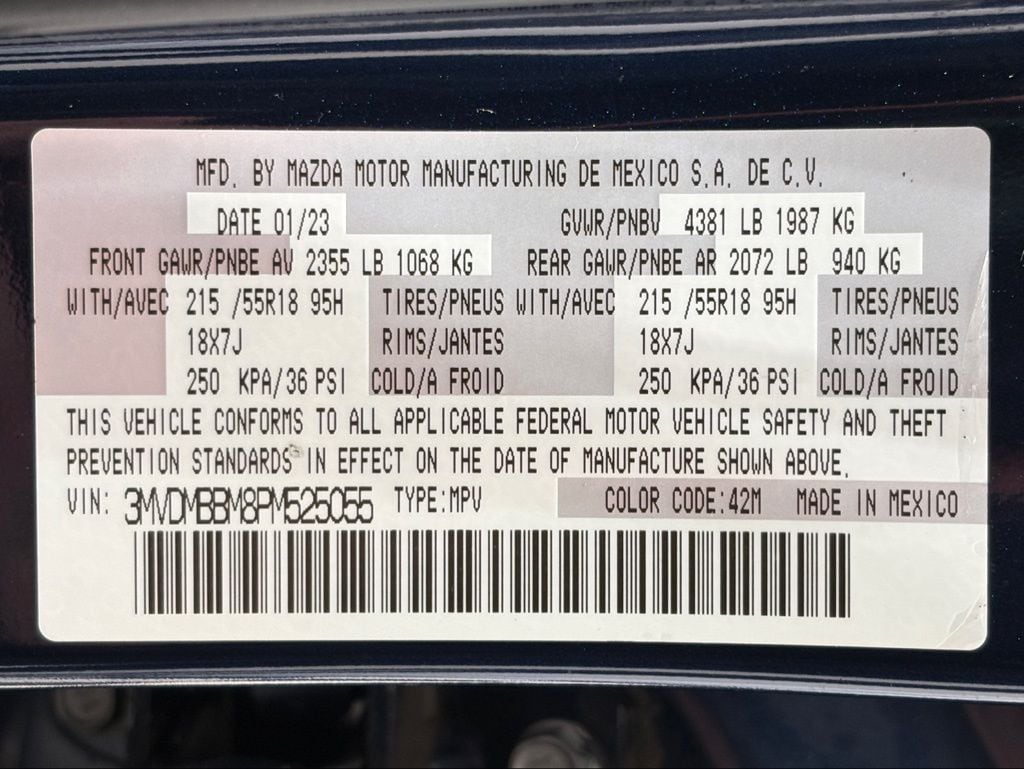 MFD. BY MAZDA MOTOR MANUFACTURING DE MEXICO S.A. DE C.V.
DATE 01/23 GVWR/PNBV 4381 LB 1987 KG
FRONT GAWR/PNBE AV 2355 LB 1068 KG REAR GAWR/PNBE AR 2072 LB 940 KG
WITH/AVEC 215 /55R18 95H TIRES/PNEUS WITH/AVEC 215 /55R18 95H TIRES/PNEUS
18X7J RIMS/JANTES 18X7J RIMS/JANTES
250 KPA/36 PSI COLD/A FROID 250 KPA/36 PSI COLD/A FROID
THIS VEHICLE CONFORMS TO ALL APPLICABLE FEDERAL MOTOR VEHICLE SAFETY AND THEFT
PREVENTION STANDARDS IN EFFECT ON THE DATE OF MANUFACTURE SHOWN ABOVE.
VIN: 3MVDMBBM8PM525055 TYPE:MPV COLOR CODE:42M MADE IN MEXICO